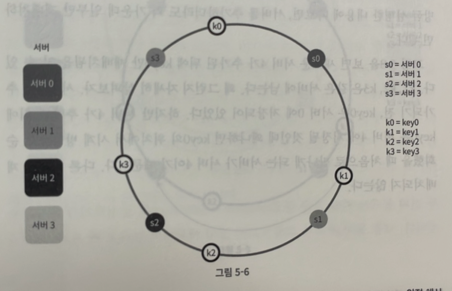 서버
서버 0
서버 1
서버 2
서버 3
k0
s3
s0
k3
k1
s2
s1
k2
s0 = 서버 0
s1 = 서버 1
s2 = 서버 2
s3 = 서버 3
k0 = key0
k1 = key1
k2 = key2
k3 = key3
그림 5-6